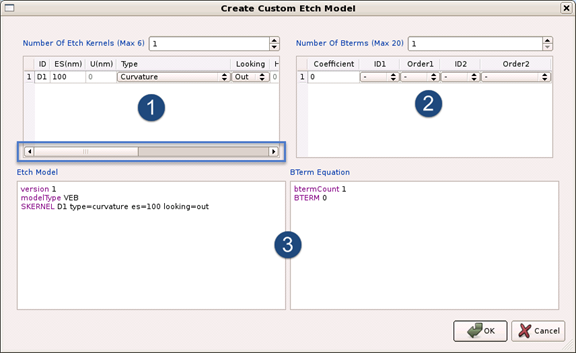 Create Custom Etch Model
Number Of Etch Kernels (Max 6) 1
Number Of Bterms (Max 20) 1
ID ES(nm) U(nm) Type Looking H
1 D1 100 0 Curvature Out 0
1
Coefficient ID1 Order1 ID2 Order2
1 0 - - - -
2
Etch Model
version 1
modelType VEB
SKERNEL D1 type=curvature es=100 looking=out
BTerm Equation
btermCount 1
BTERM 0
3
OK Cancel